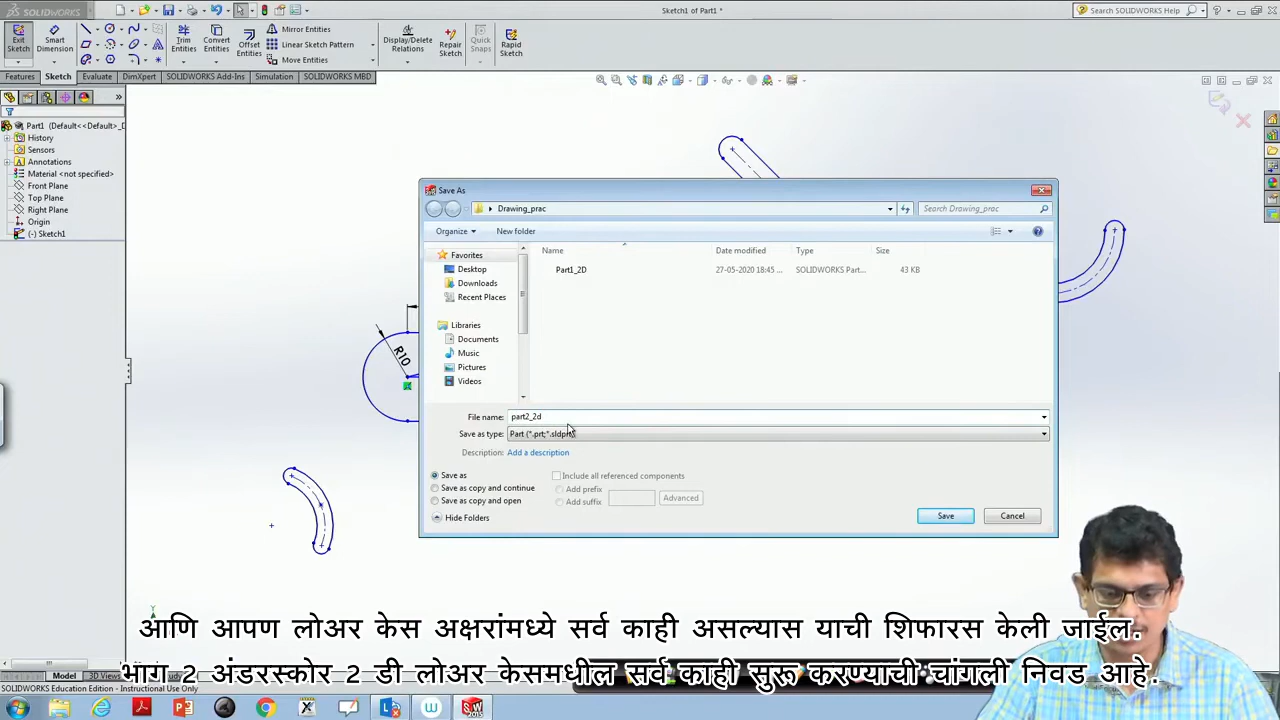 SOLIDWORKS
Sketch1 of Part1 *
Search SOLIDWORKS Help
Exit Sketch
Smart Dimension
Trim Entities
Convert Entities
Offset Entities
Mirror Entities
Linear Sketch Pattern
Move Entities
Display/Delete Relations
Repair Sketch
Quick Snaps
Rapid Sketch
Features Sketch Evaluate DimXpert SOLIDWORKS Add-Ins Simulation SOLIDWORKS MBD
Part1 (Default<<Default>_D
History
Sensors
Annotations
Material <not specified>
Front Plane
Top Plane
Right Plane
Origin
(-) Sketch1
R10
Save As
Drawing_prac
Search Drawing_prac
Organize New folder
Name Date modified Type Size
Part1_2D 27-05-2020 18:45 ... SOLIDWORKS Part... 43 KB
Favorites
Desktop
Downloads
Recent Places
Libraries
Documents
Music
Pictures
Videos
File name: part2_2d
Save as type: Part (*.prt;*.sldprt)
Description: Add a description
Save as
Save as copy and continue
Save as copy and open
Include all referenced components
Add prefix
Add suffix
Advanced
Hide Folders
Save Cancel
आणि आपण लोअर केस अक्षरांमध्ये सर्व काही असल्यास याची शिफारस केली जाईल.
भाग 2 अंडरस्कोर 2 डी लोअर केसमधील सर्व काही सुरू करण्याची चांगली निवड आहे.
Model 3D Views
SOLIDWORKS Education Edition - Instructional Use Only